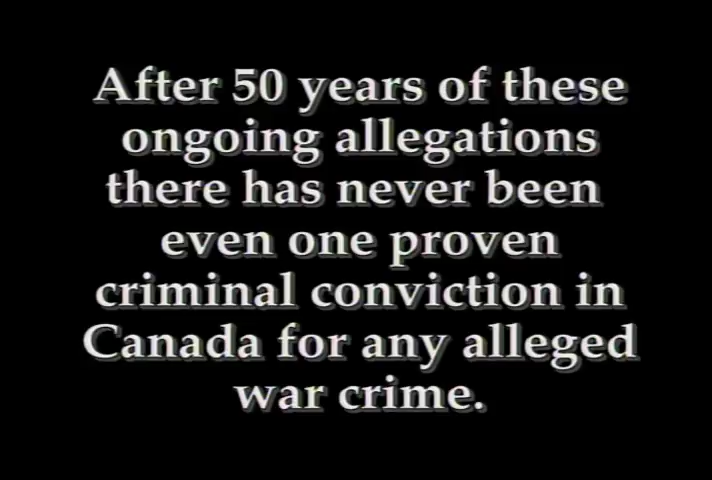 After 50 years of these
ongoing allegations
there has never been
even one proven
criminal conviction in
Canada for any alleged
war crime.